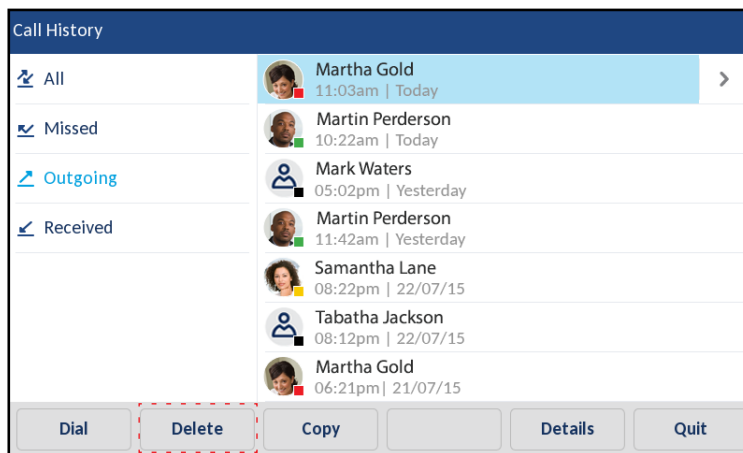 Call History
All
Missed
Outgoing
Received
Martha Gold
11:03am | Today
Martin Perderson
10:22am | Today
Mark Waters
05:02pm | Yesterday
Martin Perderson
11:42am | Yesterday
Samantha Lane
08:22pm | 22/07/15
Tabatha Jackson
08:12pm | 22/07/15
Martha Gold
06:21pm| 21/07/15
Dial Delete Copy Details Quit